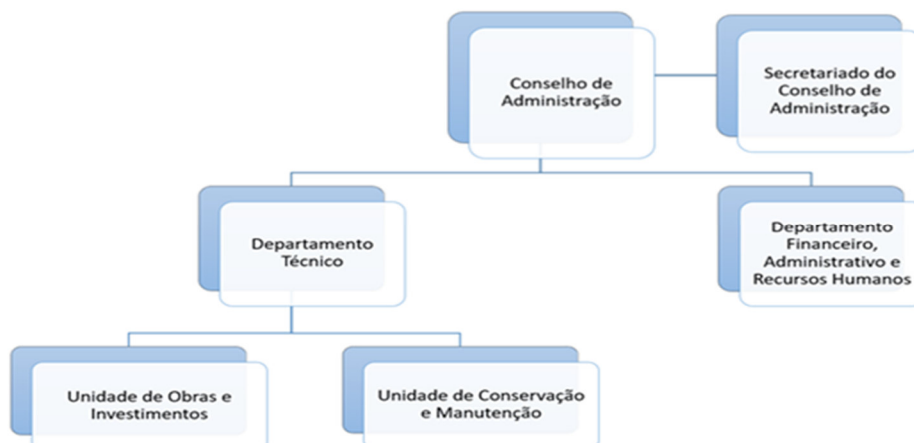 Conselho de
Administração
Secretariado do
Conselho de
Administração
Departamento
Técnico
Departamento
Financeiro,
Administrativo e
Recursos Humanos
Unidade de Obras e
Investimentos
Unidade de Conservação
e Manutenção